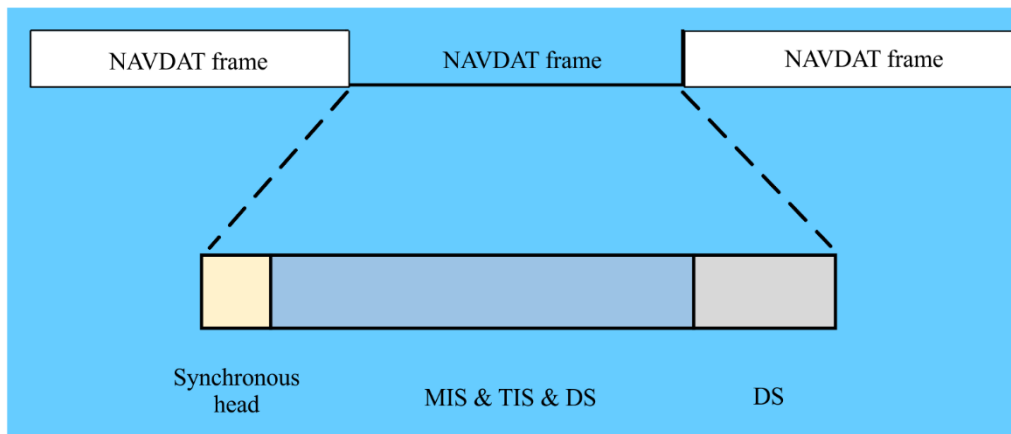 NAVDAT frame
NAVDAT frame
NAVDAT frame
Synchronous
head
MIS & TIS & DS
DS